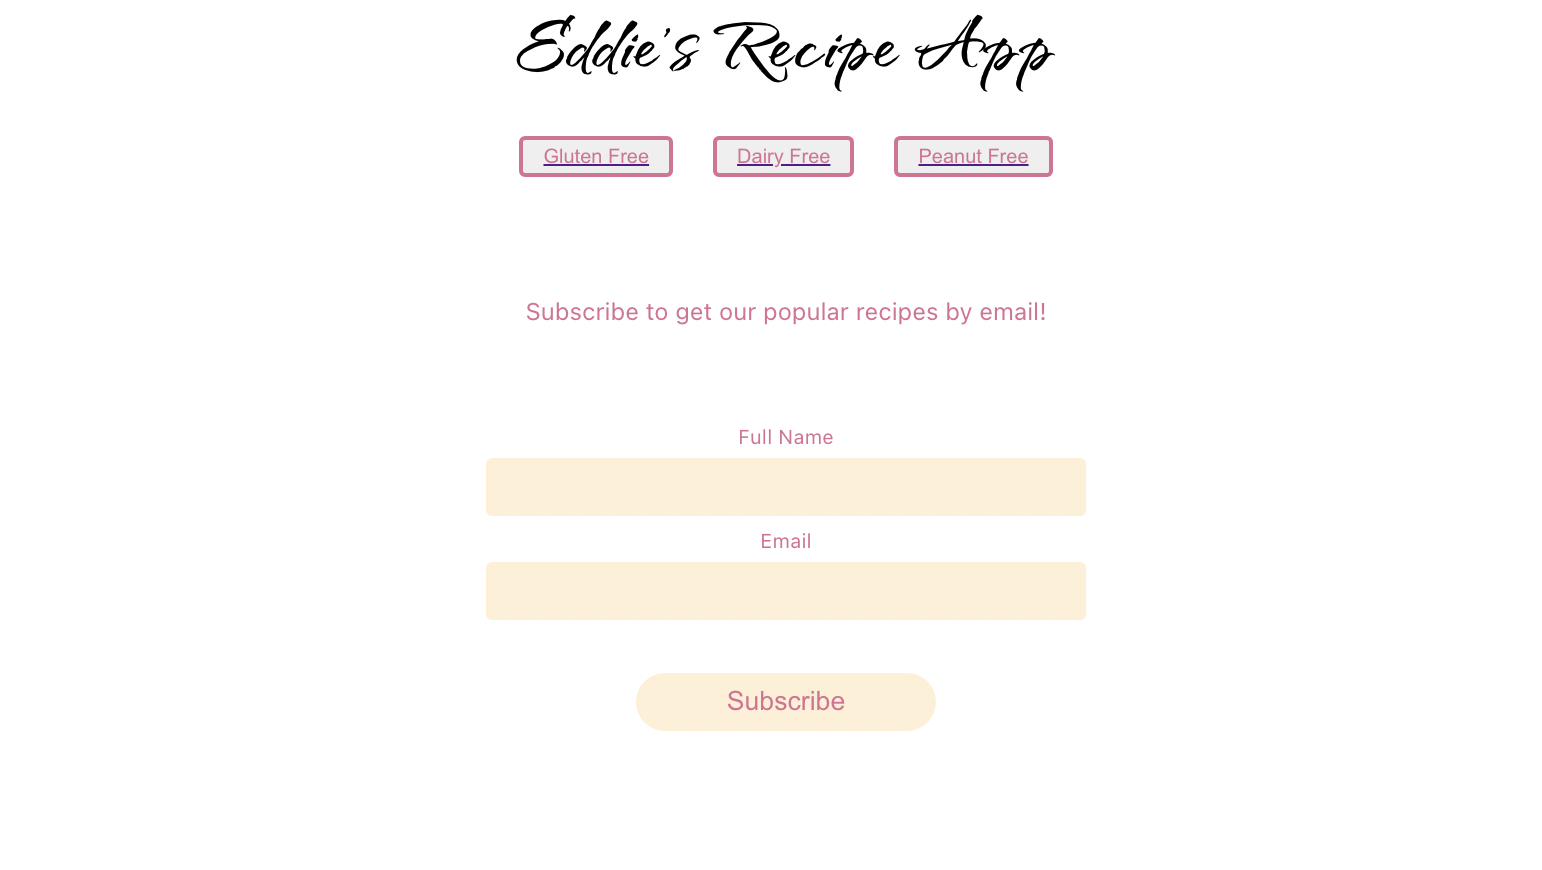 Eddie's Recipe App
Gluten Free Dairy Free Peanut Free
Subscribe to get our popular recipes by email!
Full Name
Email
Subscribe